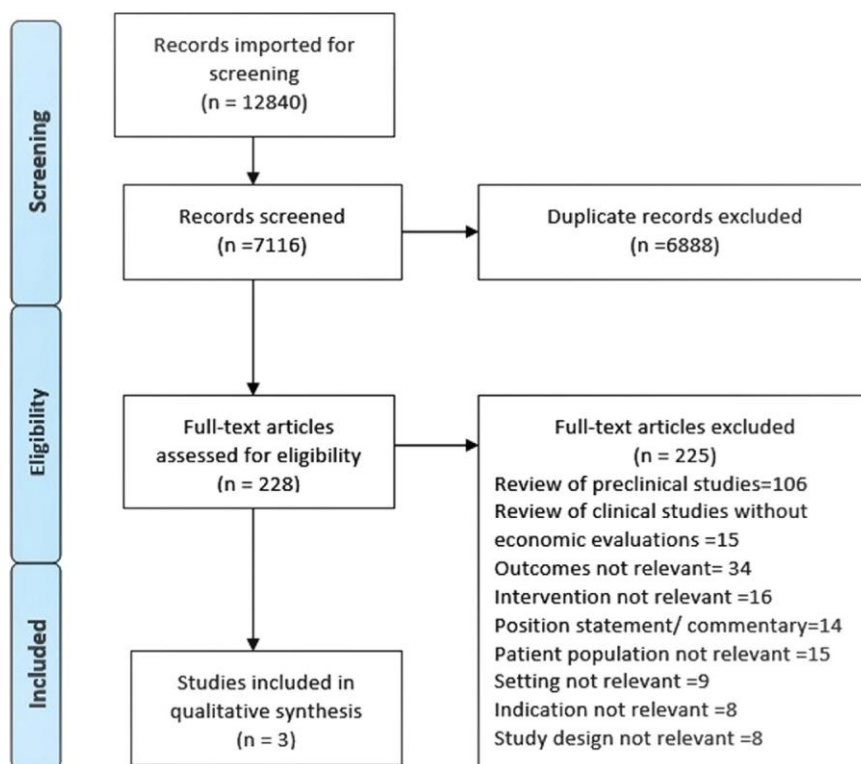 Screening
Records imported for
screening
(n = 12840)
Records screened
(n =7116)
Duplicate records excluded
(n =6888)
Eligibility
Full-text articles
assessed for eligibility
(n = 228)
Full-text articles excluded
(n = 225)
Review of preclinical studies=106
Review of clinical studies without
economic evaluations =15
Outcomes not relevant= 34
Intervention not relevant =16
Position statement/ commentary=14
Patient population not relevant =15
Setting not relevant =9
Indication not relevant =8
Study design not relevant =8
Included
Studies included in
qualitative synthesis
(n = 3)